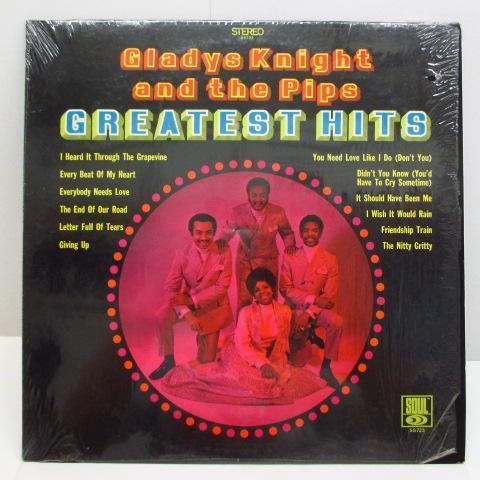 STEREO
SS723
Gladys Knight
and the Pips
GREATEST HITS
I Heard It Through The Grapevine
Every Beat Of My Heart
Everybody Needs Love
The End Of Our Road
Letter Full Of Tears
Giving Up
You Need Love Like I Do (Don't You)
Didn't You Know (You'd
Have To Cry Sometime)
It Should Have Been Me
I Wish It Would Rain
Friendship Train
The Nitty Gritty
SOUL
SS723